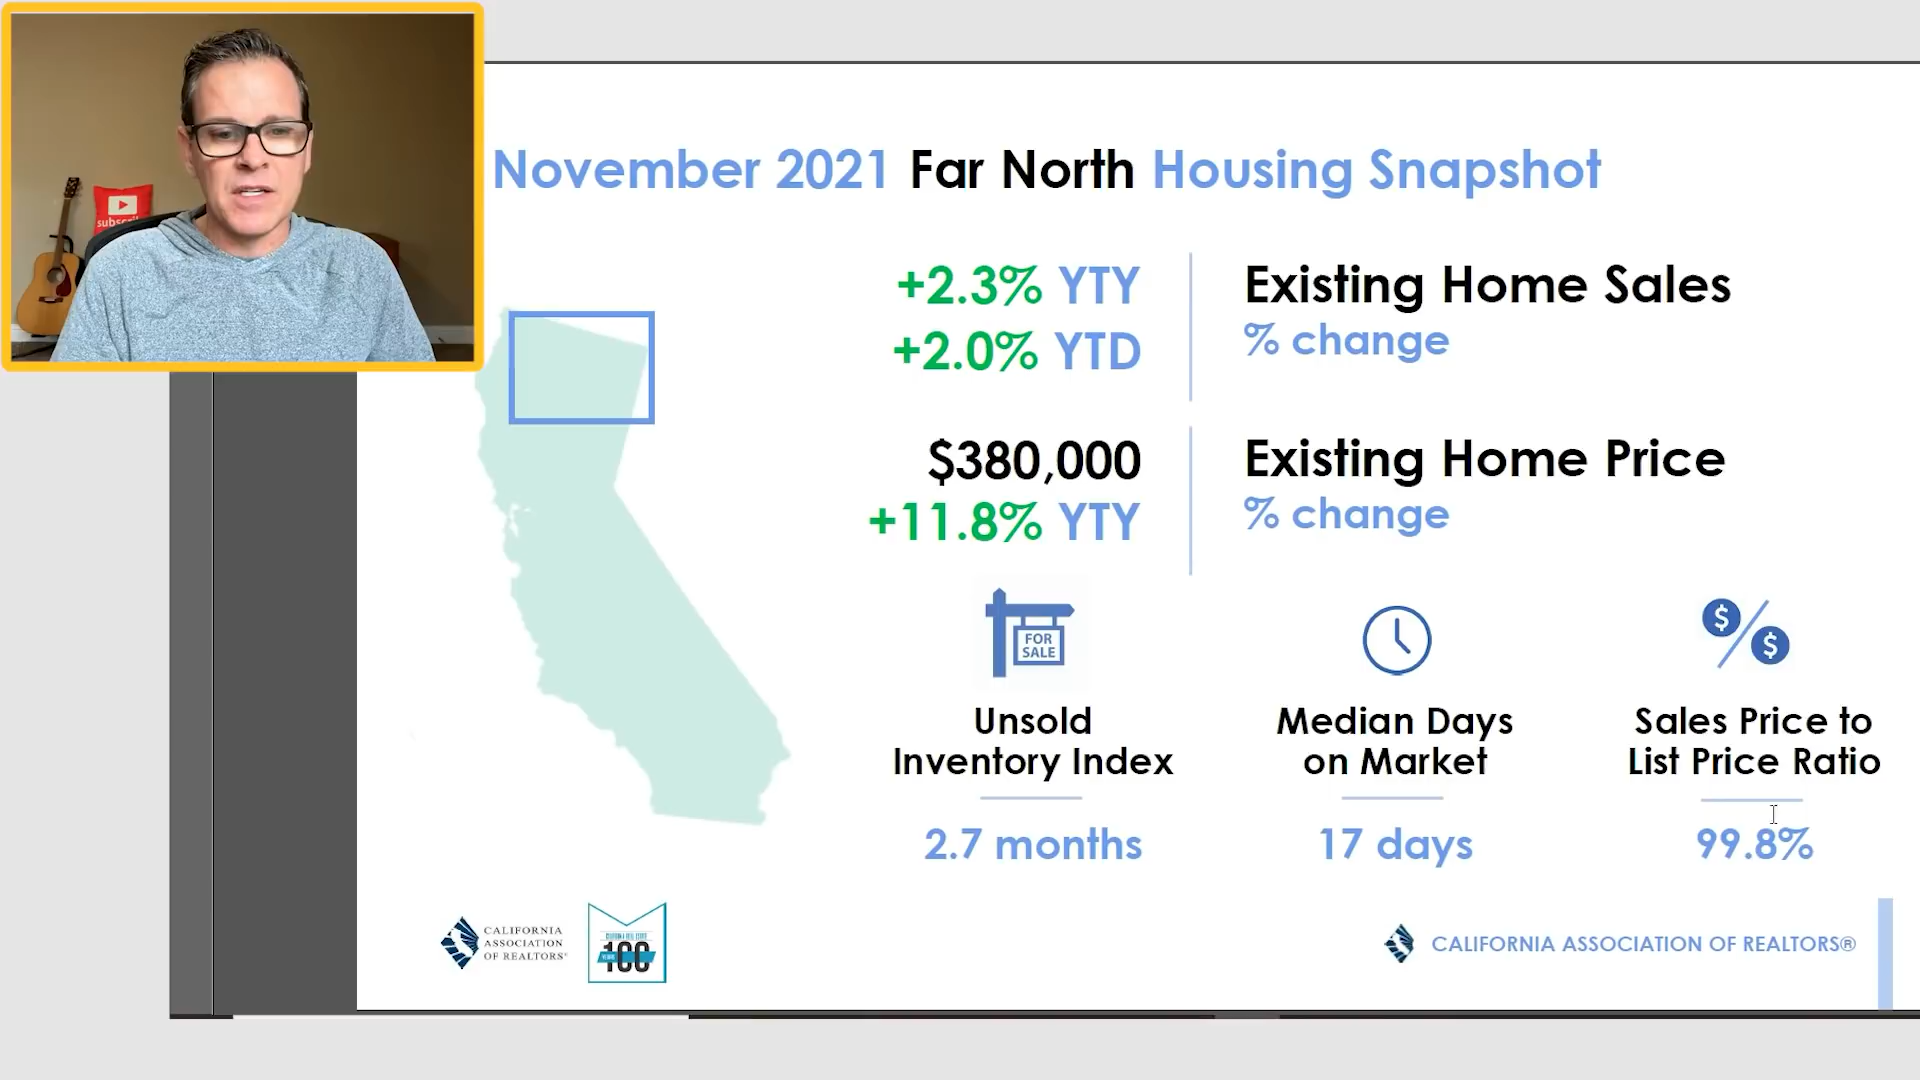 subscri
November 2021 Far North Housing Snapshot
+2.3% YTY
+2.0% YTD
Existing Home Sales
% change
$380,000
+11.8% YTY
Existing Home Price
% change
FOR
SALE
Unsold
Inventory Index
2.7 months
Median Days
on Market
17 days
$
$
Sales Price to
List Price Ratio
99.8%
CALIFORNIA
ASSOCIATION
OF REALTORS®
100
CALIFORNIA ASSOCIATION OF REALTORS®